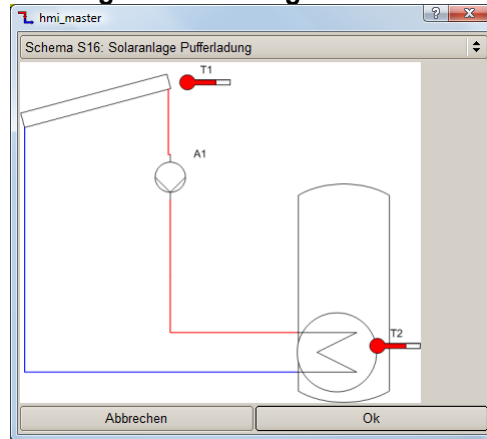 hmi_master
?
X
Schema S16: Solaranlage Pufferladung
T1
A1
T2
Abbrechen
Ok